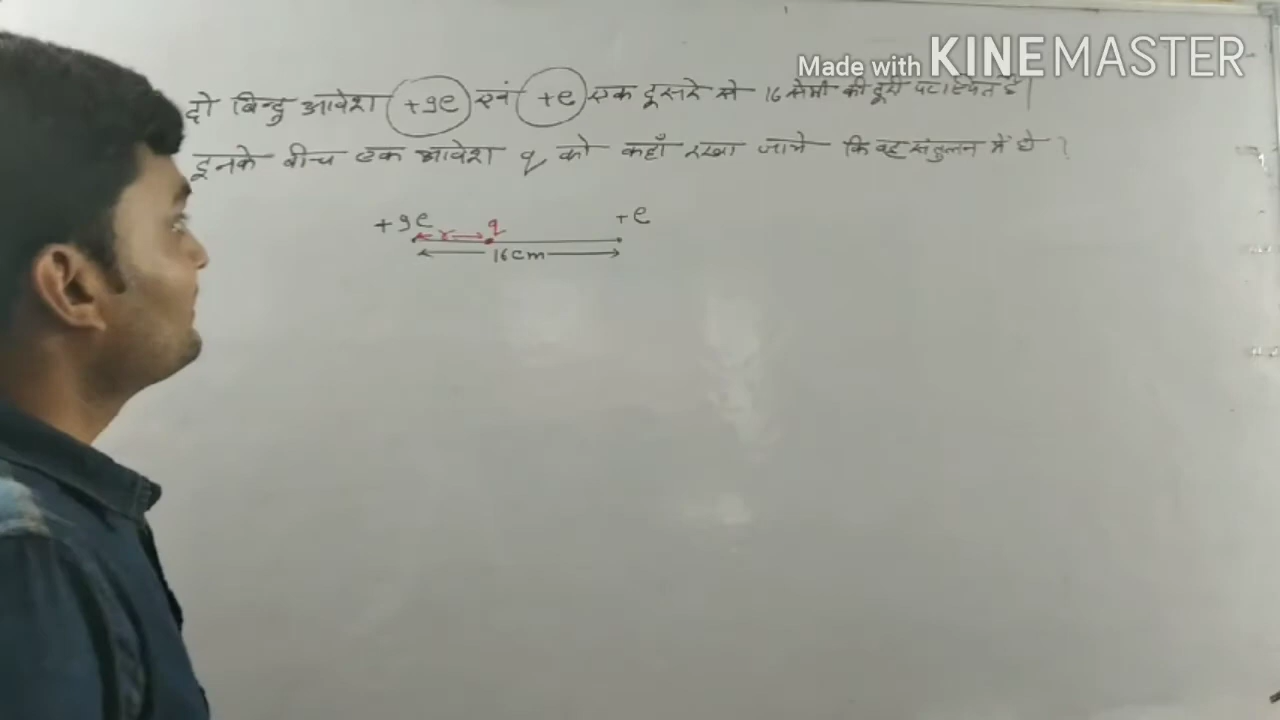 Made with KINEMASTER
दो बिन्दु आवेश +9e एवं +e एक दूसरे से 16 सेमी की दूरी पर स्थित हैं|
इनके बीच एक आवेश q को कहाँ रखा जाये कि वह संतुलन में हो ?
+9e q +e
r
16cm